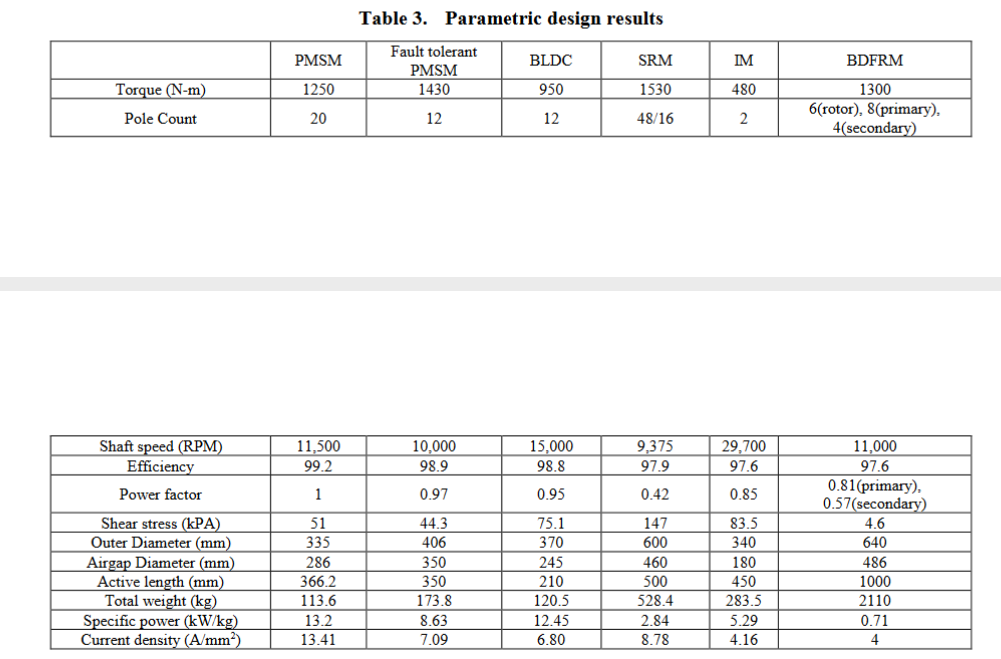 Table 3. Parametric design results
PMSM Fault tolerant PMSM BLDC SRM IM BDFRM
Torque (N-m) 1250 1430 950 1530 480 1300
Pole Count 20 12 12 48/16 2 6(rotor), 8(primary), 4(secondary)
Shaft speed (RPM) 11,500 10,000 15,000 9,375 29,700 11,000
Efficiency 99.2 98.9 98.8 97.9 97.6 97.6
Power factor 1 0.97 0.95 0.42 0.85 0.81(primary), 0.57(secondary)
Shear stress (kPA) 51 44.3 75.1 147 83.5 4.6
Outer Diameter (mm) 335 406 370 600 340 640
Airgap Diameter (mm) 286 350 245 460 180 486
Active length (mm) 366.2 350 210 500 450 1000
Total weight (kg) 113.6 173.8 120.5 528.4 283.5 2110
Specific power (kW/kg) 13.2 8.63 12.45 2.84 5.29 0.71
Current density (A/mm²) 13.41 7.09 6.80 8.78 4.16 4